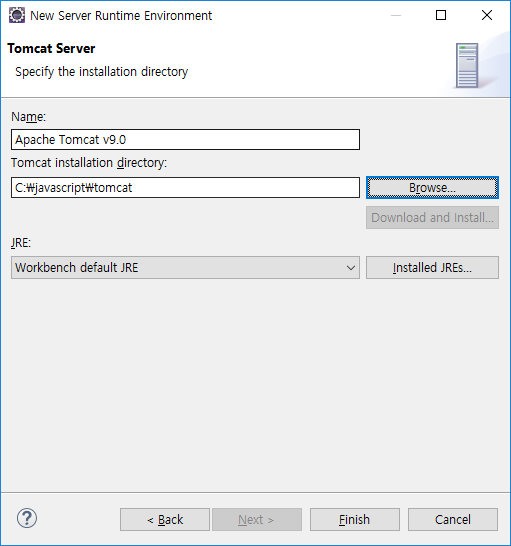 New Server Runtime Environment
Tomcat Server
Specify the installation directory
Name:
Apache Tomcat v9.0
Tomcat installation directory:
C:₩javascript₩tomcat
Browse...
Download and Install...
JRE:
Workbench default JRE
Installed JREs...
?
< Back
Next >
Finish
Cancel